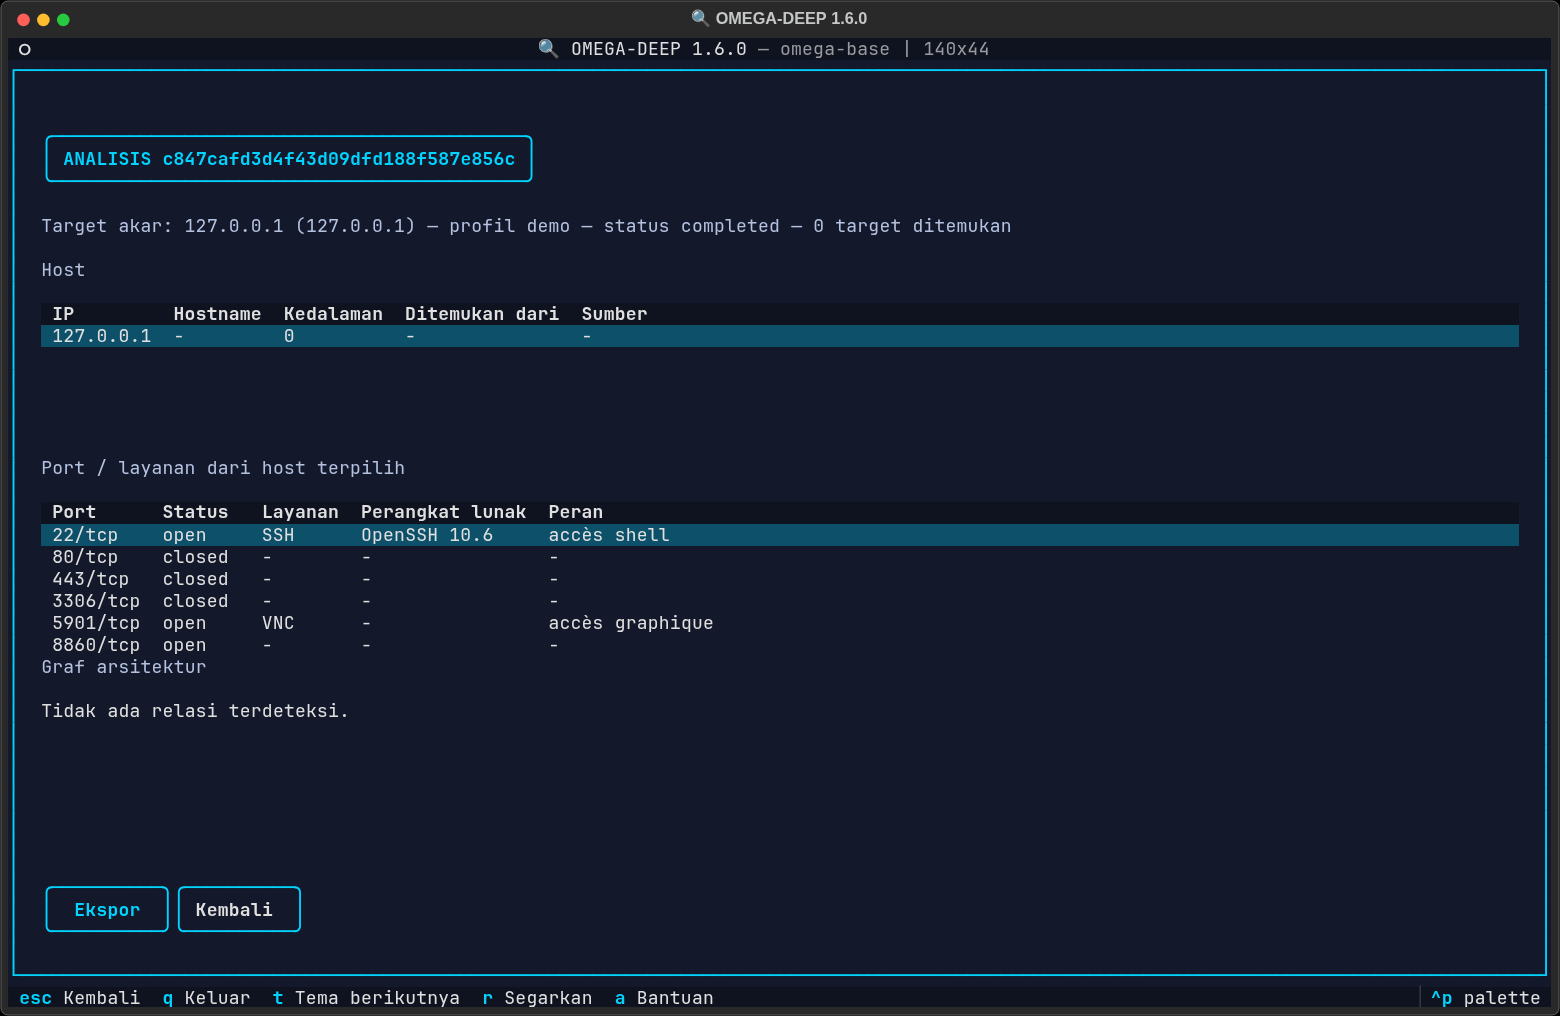 🔍 OMEGA-DEEP 1.6.0
🔍 OMEGA-DEEP 1.6.0 — omega-base | 140x44
ANALISIS c847cafd3d4f43d09dfd188f587e856c
Target akar: 127.0.0.1 (127.0.0.1) — profil demo — status completed — 0 target ditemukan
Host
IP Hostname Kedalaman Ditemukan dari Sumber
127.0.0.1 - 0 - -
Port / layanan dari host terpilih
Port Status Layanan Perangkat lunak Peran
22/tcp open SSH OpenSSH 10.6 accès shell
80/tcp closed - - -
443/tcp closed - - -
3306/tcp closed - - -
5901/tcp open VNC - accès graphique
8860/tcp open - - -
Graf arsitektur
Tidak ada relasi terdeteksi.
Ekspor Kembali
esc Kembali q Keluar t Tema berikutnya r Segarkan a Bantuan ^p palette